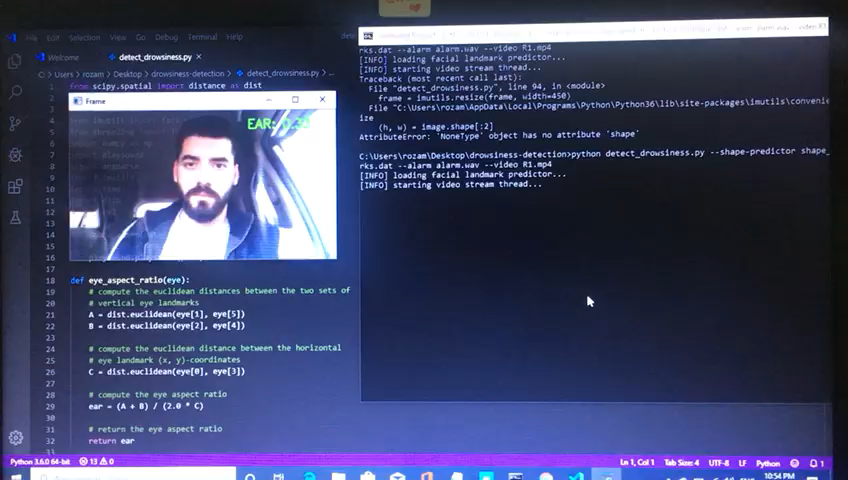 File Edit Selection View Go Debug Terminal Help
Welcome
detect_drowsiness.py ×
C: > Users > rozam > Desktop > drowsiness-detection > detect_drowsiness.py
1 from scipy.spatial import distance as dist
Frame
EAR:
16
17
18 def eye_aspect_ratio(eye):
19 # compute the euclidean distances between the two sets of
20 # vertical eye landmarks
21 A = dist.euclidean(eye[1], eye[5])
22 B = dist.euclidean(eye[2], eye[4])
23
24 # compute the euclidean distance between the horizontal
25 # eye landmark (x, y)-coordinates
26 C = dist.euclidean(eye[0], eye[3])
27
28 # compute the eye aspect ratio
29 ear = (A + B) / (2.0 * C)
30
31 # return the eye aspect ratio
32 return ear
rks.dat --alarm alarm.wav --video R1.mp4
[INFO] loading facial landmark predictor...
[INFO] starting video stream thread...
Traceback (most recent call last):
File "detect_drowsiness.py", line 94, in <module>
frame = imutils.resize(frame, width=450)
File "C:\Users\rozam\AppData\Local\Programs\Python\Python36\lib\site-packages\imutils\convenie
ize
(h, w) = image.shape[:2]
AttributeError: 'NoneType' object has no attribute 'shape'
C:\Users\rozam\Desktop\drowsiness-detection>python detect_drowsiness.py --shape-predictor shape_
rks.dat --alarm alarm.wav --video R1.mp4
[INFO] loading facial landmark predictor...
[INFO] starting video stream thread...
Python 3.6.0 64-bit 13 0 Ln 1, Col 1 Tab Size: 4 UTF-8 LF Python 1
10:54 PM